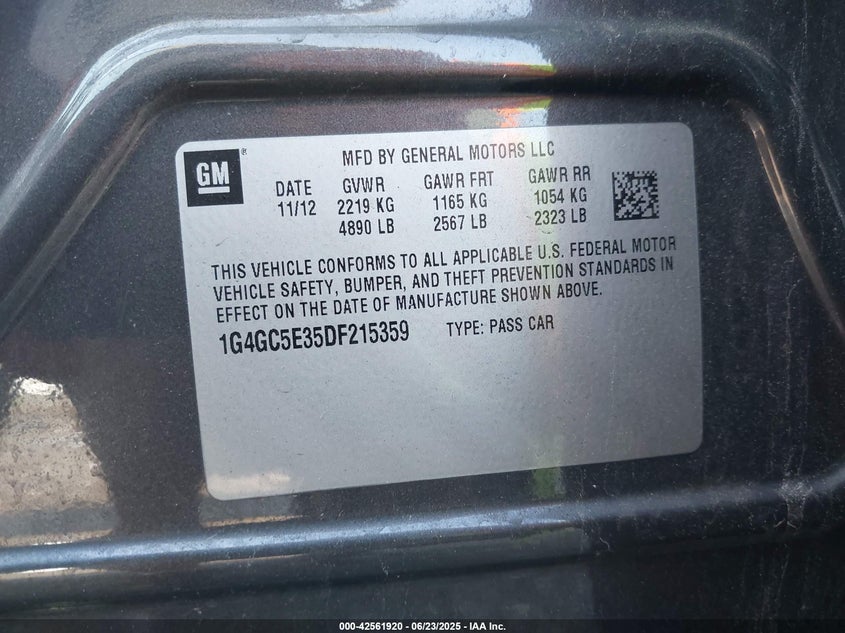 GM
MFD BY GENERAL MOTORS LLC
DATE GVWR GAWR FRT GAWR RR
11/12 2219 KG 1165 KG 1054 KG
4890 LB 2567 LB 2323 LB
THIS VEHICLE CONFORMS TO ALL APPLICABLE U.S. FEDERAL MOTOR
VEHICLE SAFETY, BUMPER, AND THEFT PREVENTION STANDARDS IN
EFFECT ON THE DATE OF MANUFACTURE SHOWN ABOVE.
1G4GC5E35DF215359 TYPE: PASS CAR
000-42561920 | 06/23/2025 - IAA Inc.